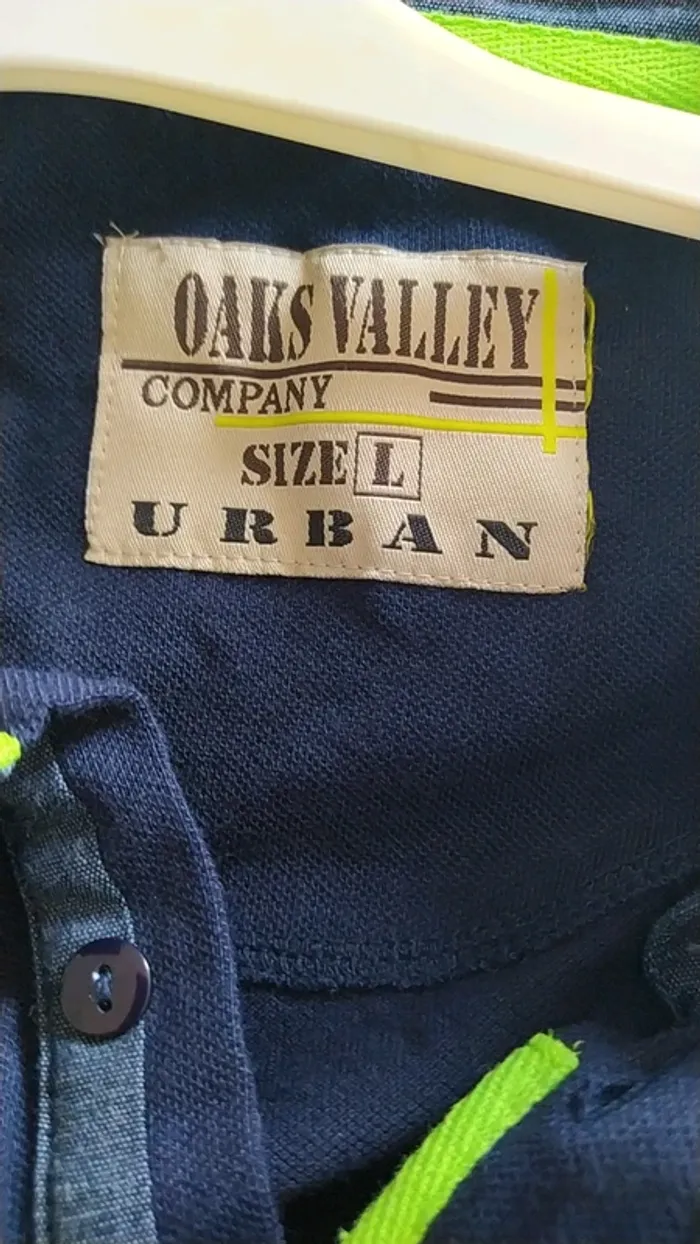 OAKS VALLEY
COMPANY
SIZE L
URBAN